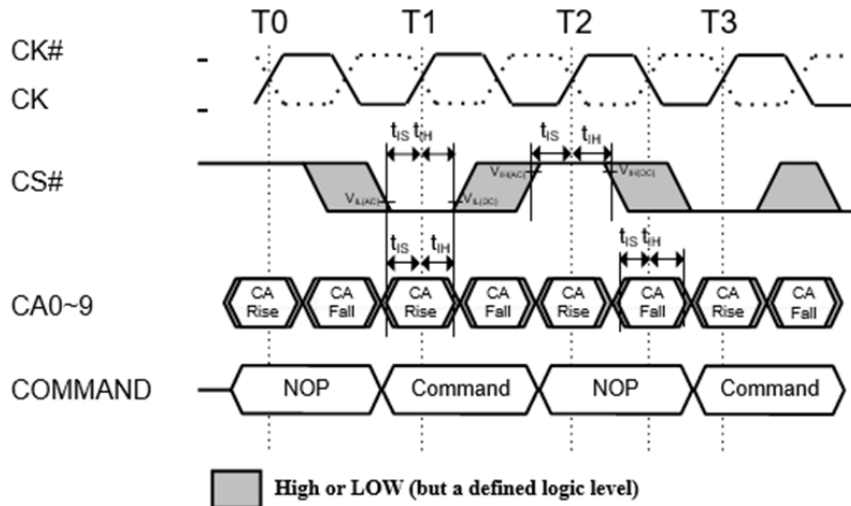 T0 T1 T2 T3
CK#
CK
tIS tIH tIS tIH
CS#
VIL(AC) VIL(DC) VIH(AC) VIH(DC)
tIS tIH tIS tIH
CA0~9
CA Rise CA Fall CA Rise CA Fall CA Rise CA Fall CA Rise CA Fall
COMMAND NOP Command NOP Command
High or LOW (but a defined logic level)